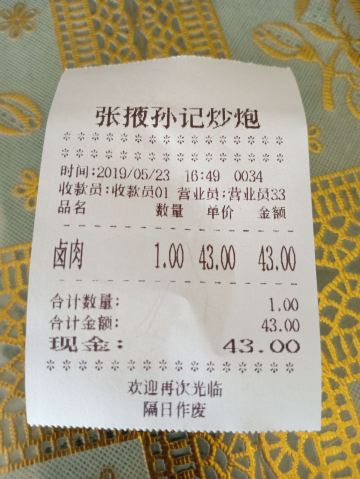 张掖孙记炒炮
时间:2019/05/23 16:49 0034
收款员:收款员01 营业员:营业员33
品名 数量 单价 金额
卤肉 1.00 43.00 43.00
合计数量: 1.00
合计金额: 43.00
现金: 43.00
欢迎再次光临
隔日作废